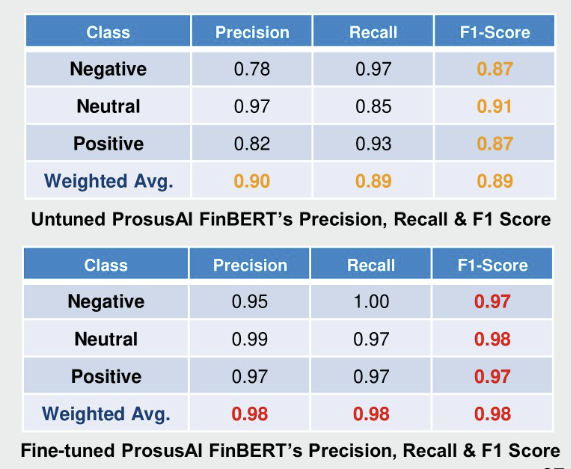 Class Precision Recall F1-Score
Negative 0.78 0.97 0.87
Neutral 0.97 0.85 0.91
Positive 0.82 0.93 0.87
Weighted Avg. 0.90 0.89 0.89
Untuned ProsusAI FinBERT's Precision, Recall & F1 Score
Class Precision Recall F1-Score
Negative 0.95 1.00 0.97
Neutral 0.99 0.97 0.98
Positive 0.97 0.97 0.97
Weighted Avg. 0.98 0.98 0.98
Fine-tuned ProsusAI FinBERT's Precision, Recall & F1 Score